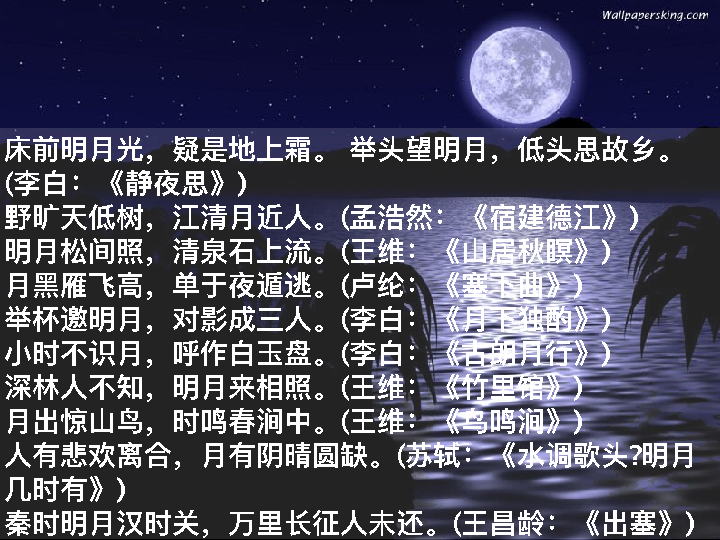 Wallpapersking.com
床前明月光，疑是地上霜。 举头望明月，低头思故乡。
(李白：《静夜思》)
野旷天低树，江清月近人。(孟浩然：《宿建德江》)
明月松间照，清泉石上流。(王维：《山居秋暝》)
月黑雁飞高，单于夜遁逃。(卢纶：《塞下曲》)
举杯邀明月，对影成三人。(李白：《月下独酌》)
小时不识月，呼作白玉盘。(李白：《古朗月行》)
深林人不知，明月来相照。(王维：《竹里馆》)
月出惊山鸟，时鸣春涧中。(王维：《鸟鸣涧》)
人有悲欢离合，月有阴晴圆缺。(苏轼：《水调歌头?明月
几时有》)
秦时明月汉时关，万里长征人未还。(王昌龄：《出塞》)